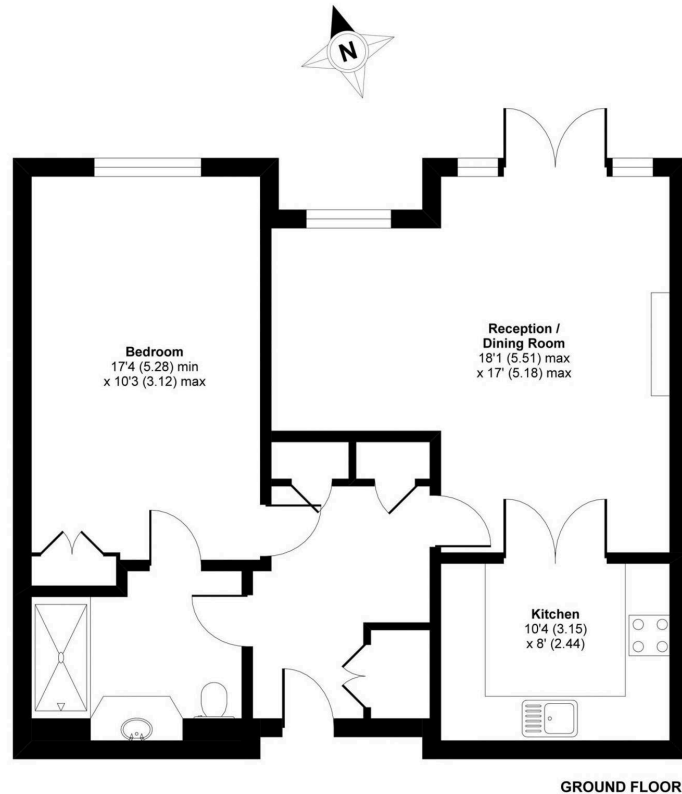 N
Bedroom
17'4 (5.28) min
x 10'3 (3.12) max
Reception /
Dining Room
18'1 (5.51) max
x 17' (5.18) max
Kitchen
10'4 (3.15)
x 8' (2.44)
GROUND FLOOR